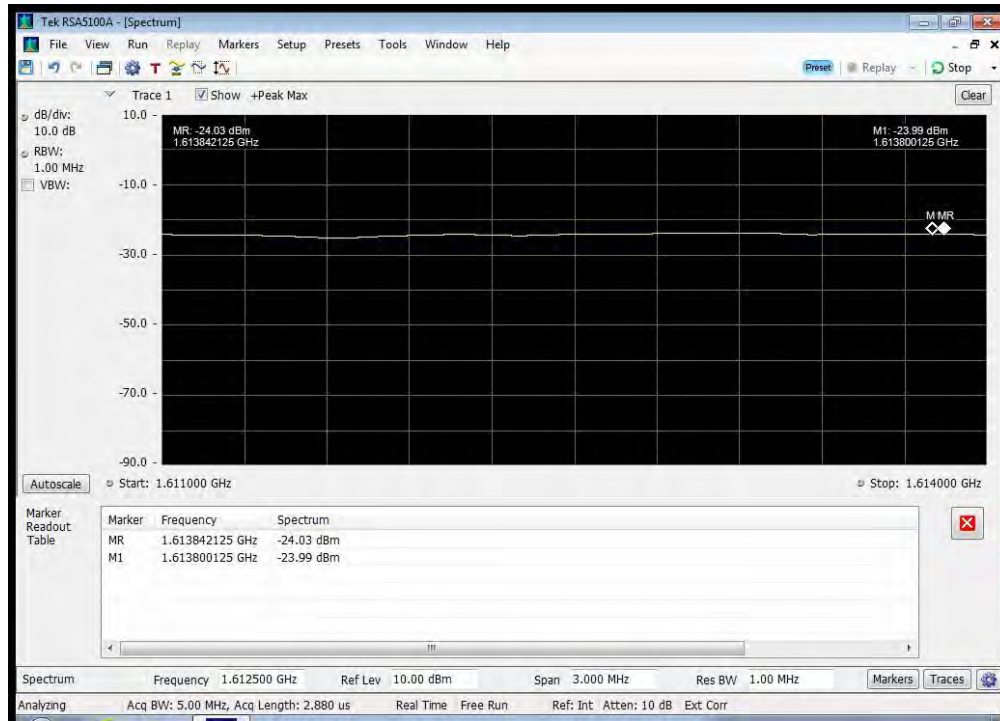 Tek RSA5100A - [Spectrum]
File View Run Replay Markers Setup Presets Tools Window Help
T Preset Replay Stop
Trace 1 Show +Peak Max Clear
dB/div:
10.0 dB
RBW:
1.00 MHz
VBW:
10.0
-10.0
-30.0
-50.0
-70.0
-90.0
MR: -24.03 dBm
1.613842125 GHz
M1: -23.99 dBm
1.613800125 GHz
M MR
Autoscale Start: 1.611000 GHz Stop: 1.614000 GHz
Marker
Readout
Table
Marker Frequency Spectrum
MR 1.613842125 GHz -24.03 dBm
M1 1.613800125 GHz -23.99 dBm
Spectrum Frequency 1.612500 GHz Ref Lev 10.00 dBm Span 3.000 MHz Res BW 1.00 MHz Markers Traces
Analyzing Acq BW: 5.00 MHz, Acq Length: 2.880 us Real Time Free Run Ref: Int Atten: 10 dB Ext Corr